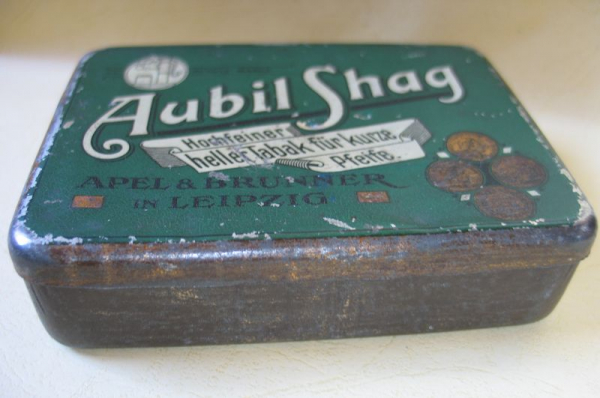 Aubil Shag
Hochfeiner
heller Tabak für kurze
Pfeife.
APEL & BRUNNER
IN LEIPZIG